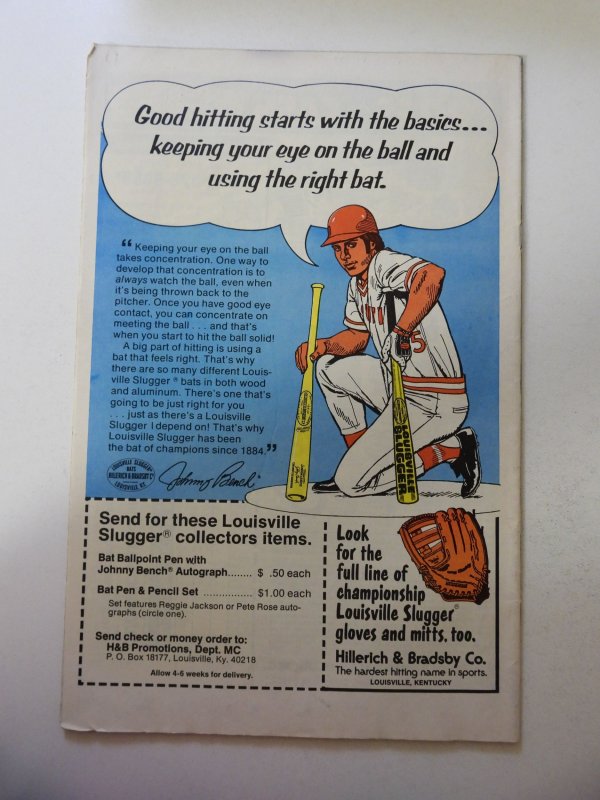 Good hitting starts with the basics...
keeping your eye on the ball and
using the right bat.
“ Keeping your eye on the ball
takes concentration. One way to
develop that concentration is to
always watch the ball, even when
it's being thrown back to the
pitcher. Once you have good eye
contact, you can concentrate on
meeting the ball . . . and that's
when you start to hit the ball solid!
A big part of hitting is using a
bat that feels right. That's why
there are so many different Louis-
ville Slugger ® bats in both wood
and aluminum. There's one that's
going to be just right for you
. . . just as there's a Louisville
Slugger I depend on! That's why
Louisville Slugger has been
the bat of champions since 1884.”
LOUISVILLE SLUGGER
BATS
HILLERICH & BRADSBY Co
LOUISVILLE, KY.
Johnny Bench
5
LOUISVILLE
SLUGGER
Send for these Louisville
Slugger® collectors items.
Bat Ballpoint Pen with
Johnny Bench® Autograph........ $ .50 each
Bat Pen & Pencil Set ............... $1.00 each
Set features Reggie Jackson or Pete Rose auto-
graphs (circle one).
Send check or money order to:
H&B Promotions, Dept. MC
P. O. Box 18177, Louisville, Ky. 40218
Allow 4-6 weeks for delivery.
Look
for the
full line of
championship
Louisville Slugger®
gloves and mitts, too.
Hillerich & Bradsby Co.
The hardest hitting name in sports.
LOUISVILLE, KENTUCKY